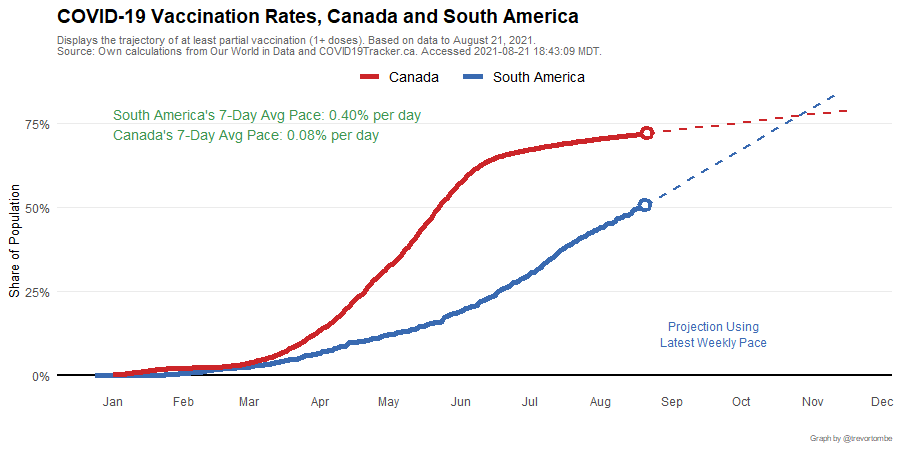 COVID-19 Vaccination Rates, Canada and South America
Displays the trajectory of at least partial vaccination (1+ doses). Based on data to August 21, 2021.
Source: Own calculations from Our World in Data and COVID19Tracker.ca. Accessed 2021-08-21 18:43:09 MDT.
Canada South America
South America's 7-Day Avg Pace: 0.40% per day
Canada's 7-Day Avg Pace: 0.08% per day
Share of Population
75%
50%
25%
0%
Projection Using
Latest Weekly Pace
Jan Feb Mar Apr May Jun Jul Aug Sep Oct Nov Dec
Graph by @trevortombe